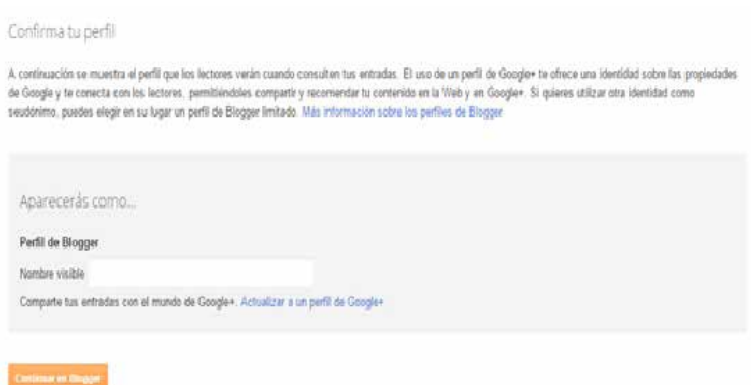 Confirma tu perfil
A continuación se muestra el perfil que los lectores verán cuando consulten tus entradas. El uso de un perfil de Google+ te ofrece una identidad sobre las propiedades
de Google y te conecta con los lectores, permitiéndoles compartir y recomendar tu contenido en la Web y en Google+. Si quieres utilizar otra identidad como
seudónimo, puedes elegir en su lugar un perfil de Blogger limitado. Más información sobre los perfiles de Blogger
Aparecerás como...
Perfil de Blogger
Nombre visible
Comparte tus entradas con el mundo de Google+. Actualizar a un perfil de Google+
Continuar en Blogger